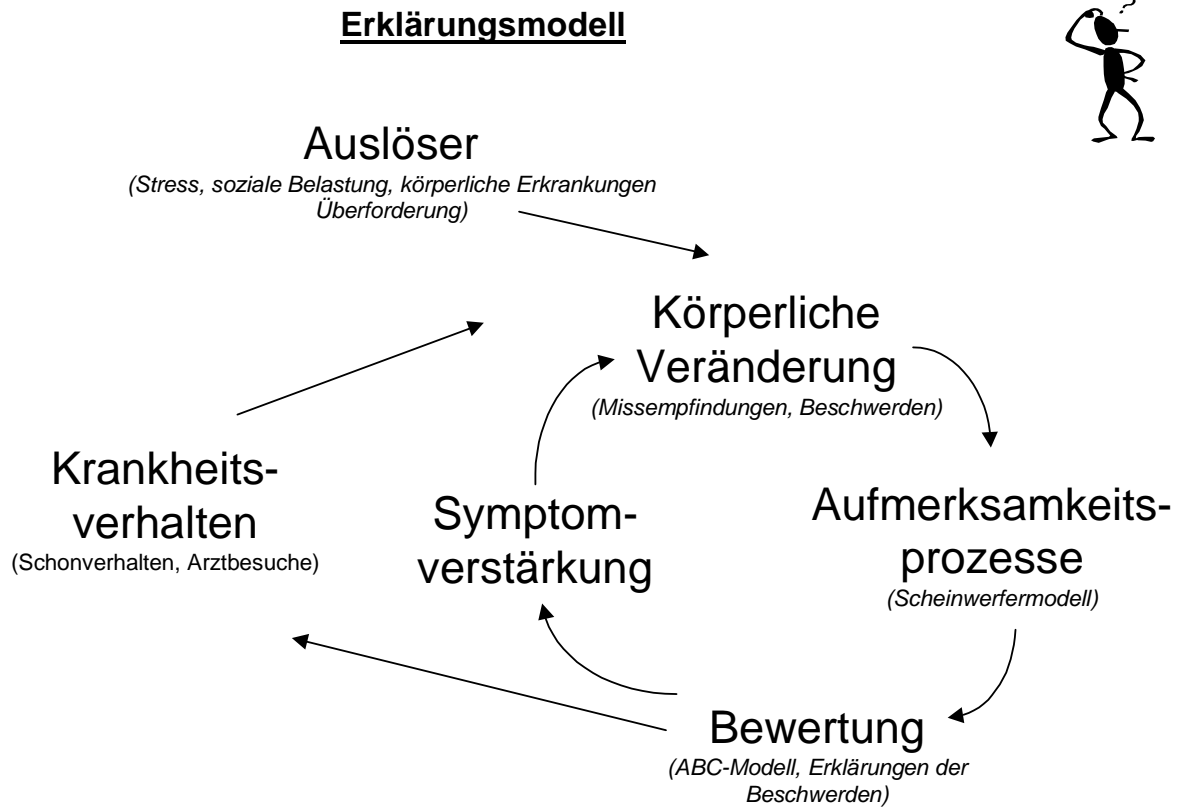 Erklärungsmodell
?
Auslöser
(Stress, soziale Belastung, körperliche Erkrankungen
Überforderung)
Körperliche
Veränderung
(Missempfindungen, Beschwerden)
Krankheits-
verhalten
(Schonverhalten, Arztbesuche)
Symptom-
verstärkung
Aufmerksamkeits-
prozesse
(Scheinwerfermodell)
Bewertung
(ABC-Modell, Erklärungen der
Beschwerden)